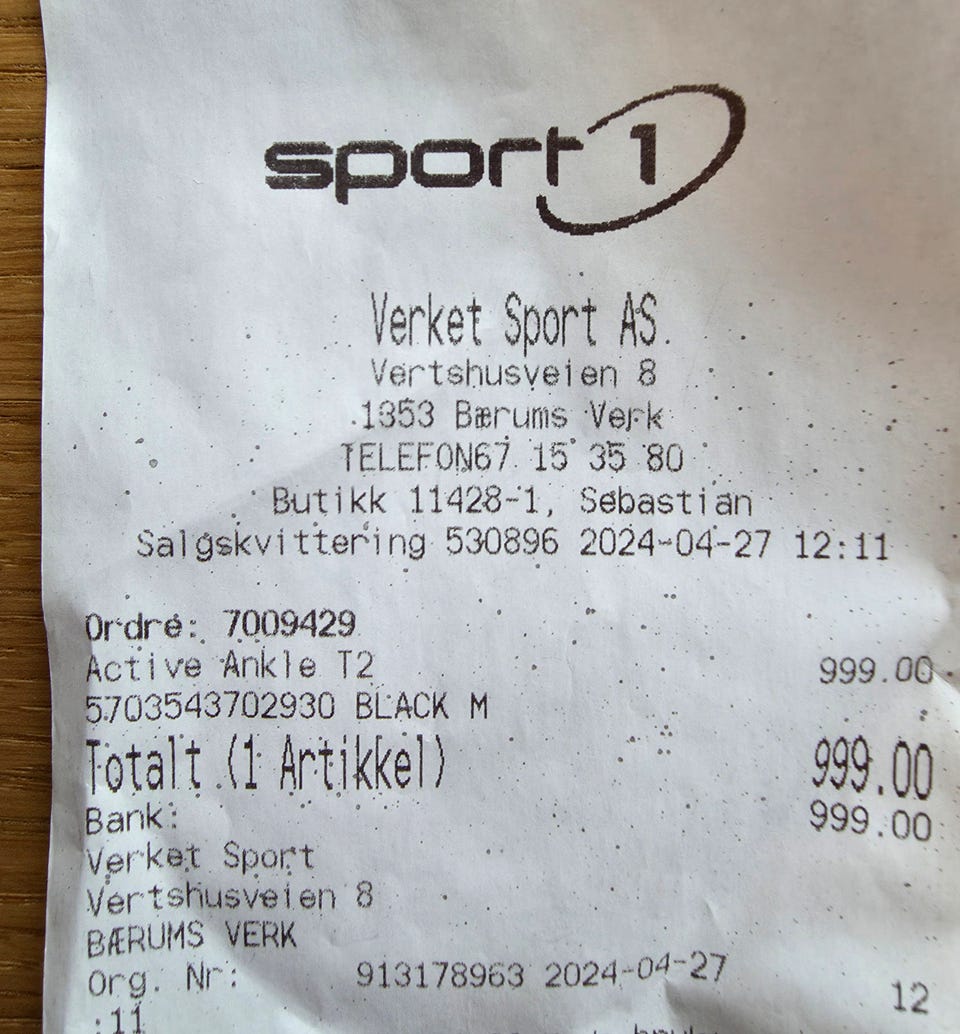 sport 1
Verket Sport AS.
Vertshusveien 8
1353 Bærums Verk
TELEFON67 15 35 80
Butikk 11428-1, Sebastian
Salgskvittering 530896 2024-04-27 12:11
Ordre: 7009429
Active Ankle T2 999.00
5703543702930 BLACK M
Totalt (1 Artikkel) 999.00
Bank: 999.00
Verket Sport
Vertshusveien 8
BÆRUMS VERK
Org. Nr: 913178963 2024-04-27 12
:11